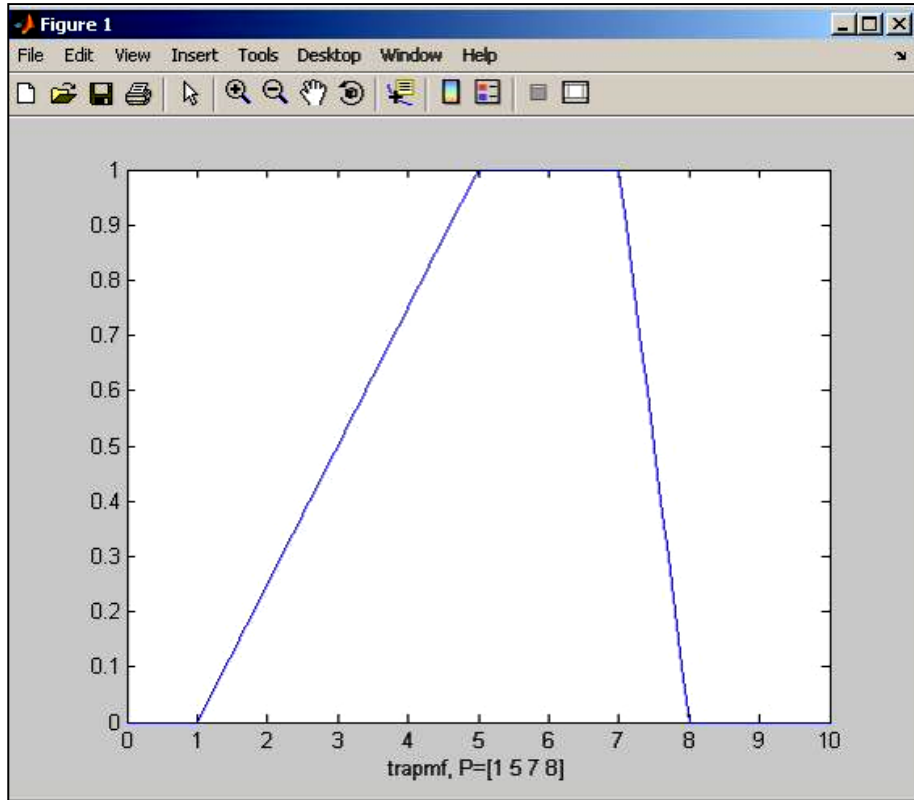 Figure 1
File Edit View Insert Tools Desktop Window Help
1
0.9
0.8
0.7
0.6
0.5
0.4
0.3
0.2
0.1
0
0 1 2 3 4 5 6 7 8 9 10
trapmf, P=[1 5 7 8]